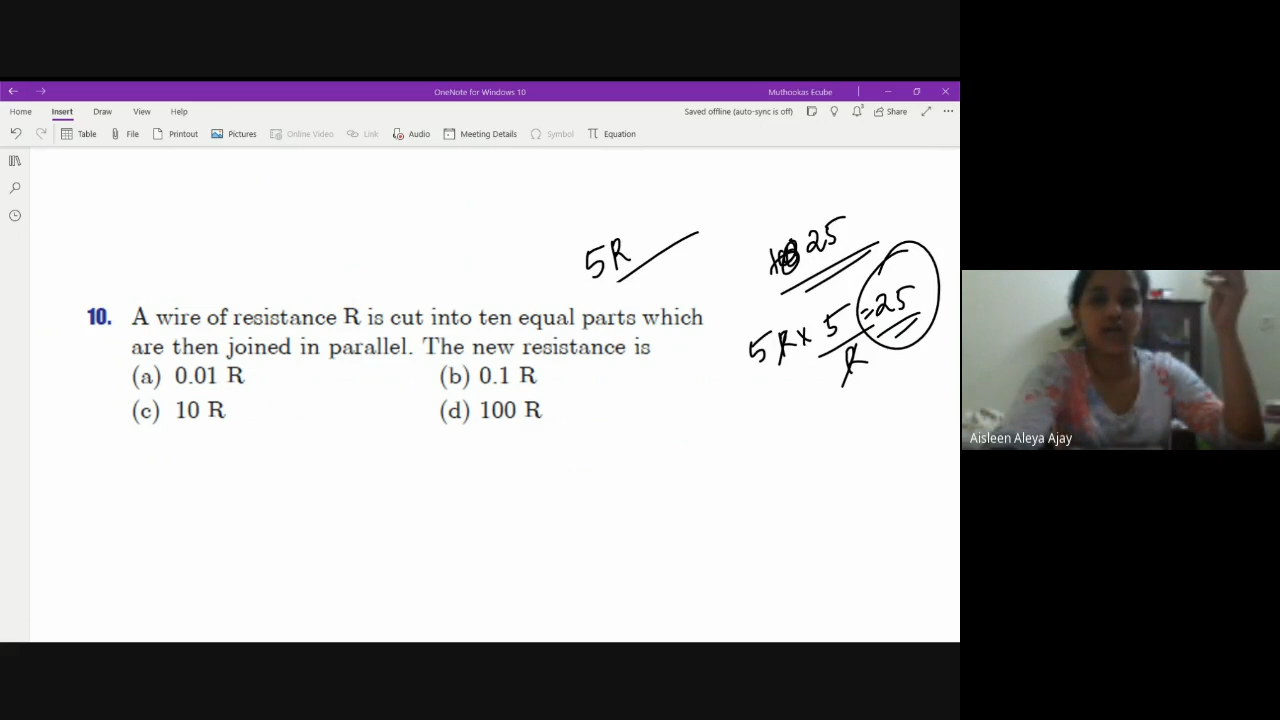 OneNote for Windows 10
Muthookas Ecube
Home Insert Draw View Help
Saved offline (auto-sync is off)
Share
Table File Printout Pictures Online Video Link Audio Meeting Details Symbol Equation
25
5R
5R × 5/R = 25
10. A wire of resistance R is cut into ten equal parts which
are then joined in parallel. The new resistance is
(a) 0.01 R (b) 0.1 R
(c) 10 R (d) 100 R
Aisleen Aleya Ajay